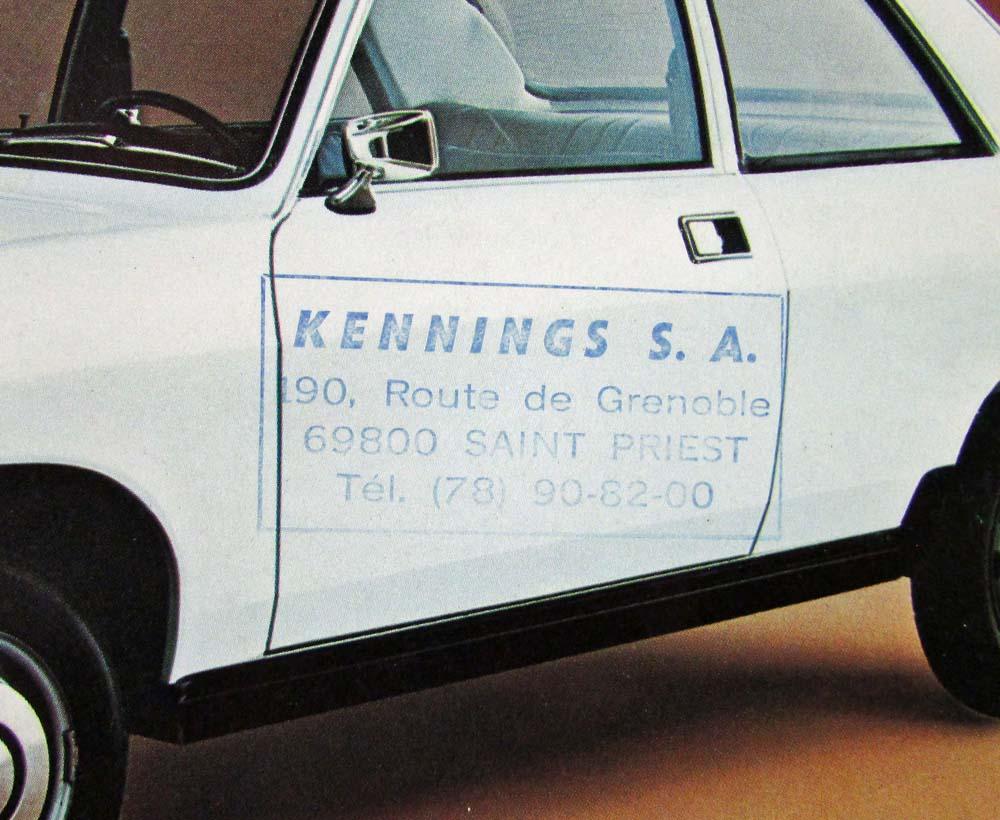 KENNINGS S. A.
190, Route de Grenoble
69800 SAINT PRIEST
Tél. (78) 90-82-00